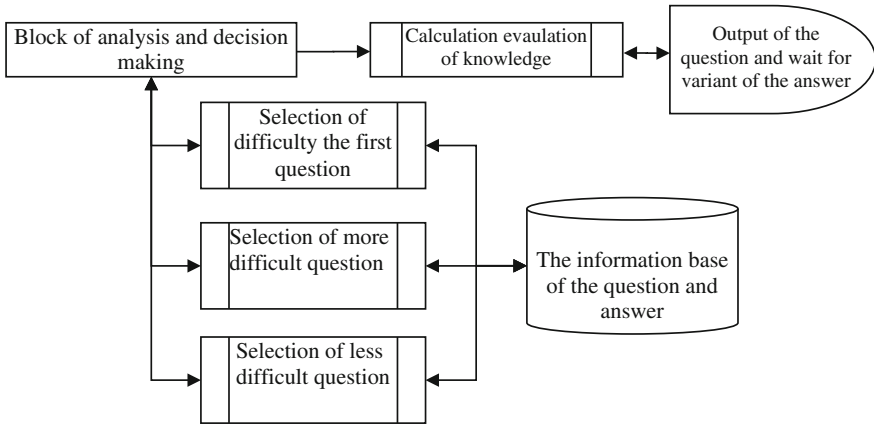 Block of analysis and decision
making
Calculation evaulation
of knowledge
Output of the
question and wait for
variant of the answer
Selection of
difficulty the first
question
Selection of more
difficult question
The information base
of the question and
answer
Selection of less
difficult question